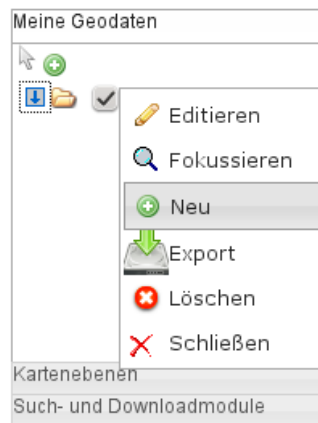 Meine Geodaten
Editieren
Fokussieren
Neu
Export
Löschen
Schließen
Kartenebenen
Such- und Downloadmodule